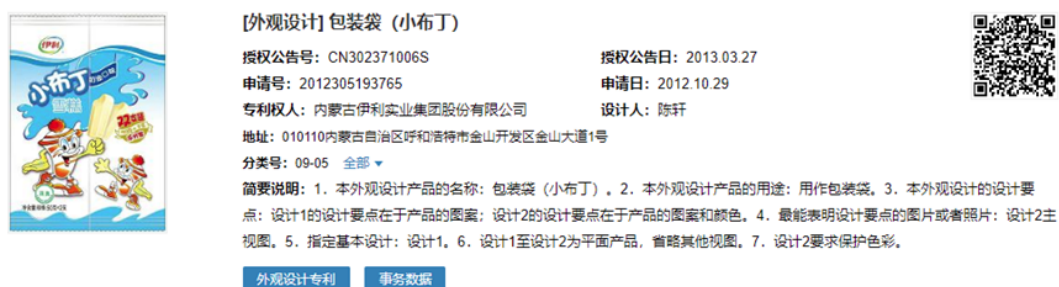 [外观设计] 包装袋（小布丁）
授权公告号：CN302371006S 授权公告日：2013.03.27
申请号：2012305193765 申请日：2012.10.29
专利权人：内蒙古伊利实业集团股份有限公司 设计人：陈轩
地址：010110内蒙古自治区呼和浩特市金山开发区金山大道1号
分类号：09-05 全部
简要说明：1．本外观设计产品的名称：包装袋（小布丁）。2．本外观设计产品的用途：用作包装袋。3．本外观设计的设计要
点：设计1的设计要点在于产品的图案；设计2的设计要点在于产品的图案和颜色。4．最能表明设计要点的图片或者照片：设计2主
视图。5．指定基本设计：设计1。6．设计1至设计2为平面产品，省略其他视图。7．设计2要求保护色彩。
外观设计专利 事务数据
伊利
小布丁
雪糕
22支装